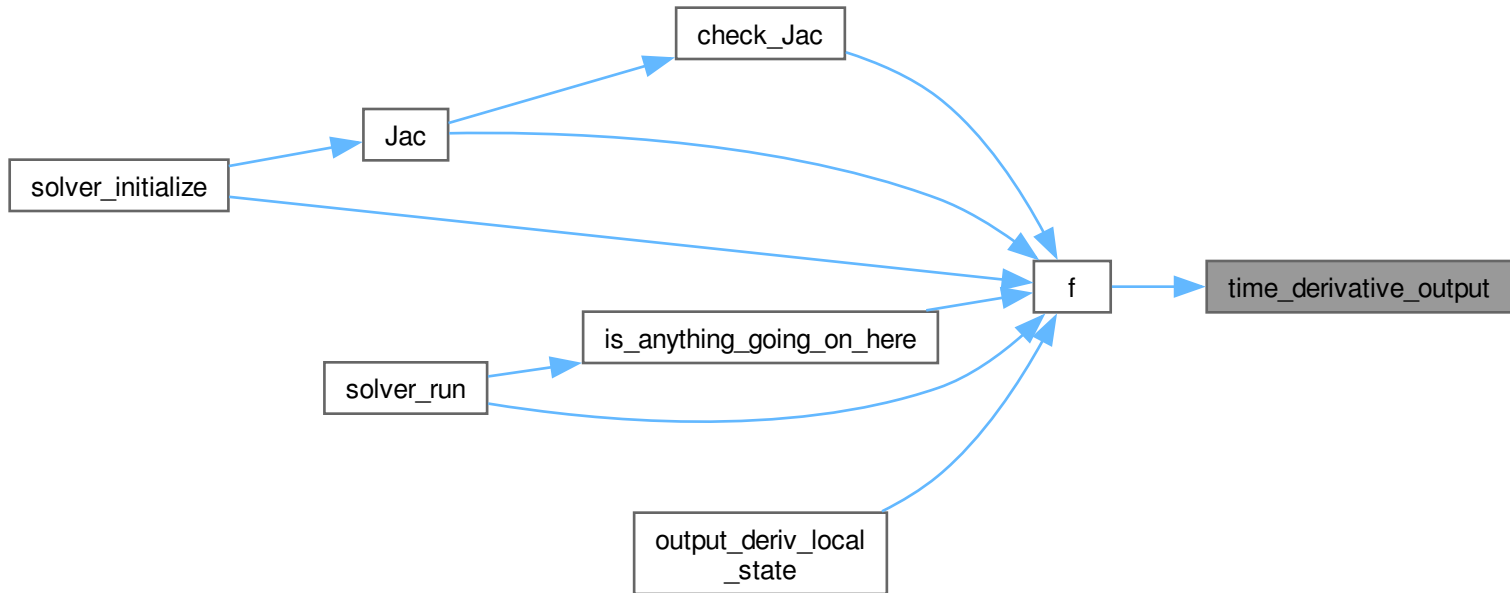 check_Jac
Jac
solver_initialize
f
time_derivative_output
is_anything_going_on_here
solver_run
output_deriv_local
_state